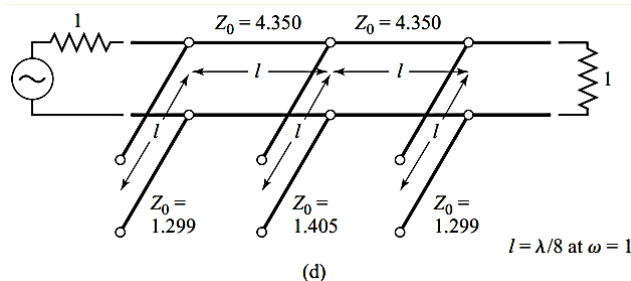 1
Z0 = 4.350
Z0 = 4.350
l
l
1
l
l
l
Z0 =
1.299
Z0 =
1.405
Z0 =
1.299
l = λ/8 at ω = 1
(d)